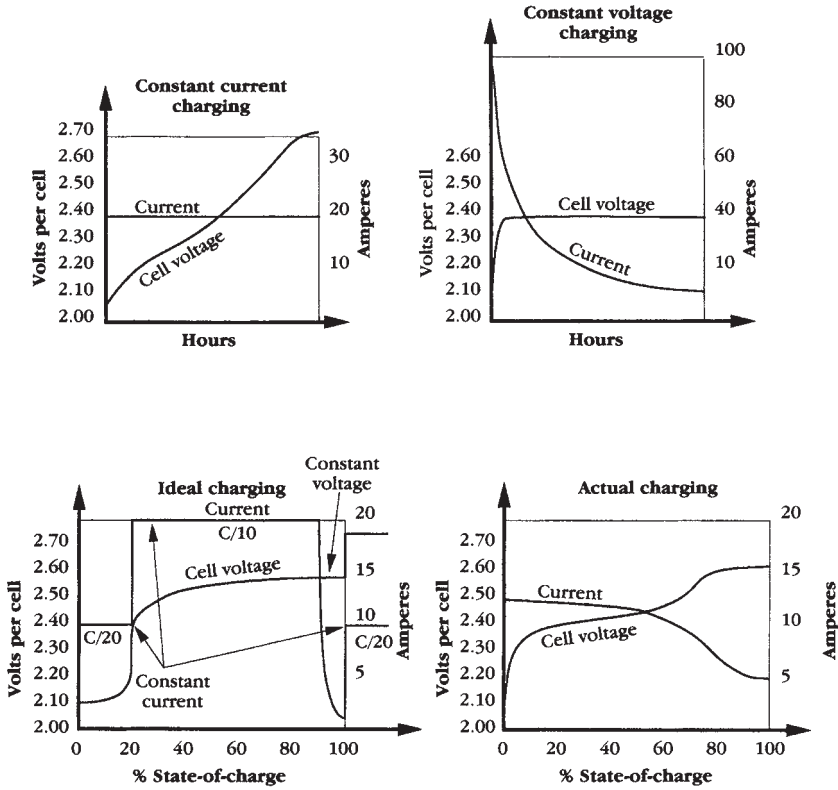 Constant current
charging
2.70
2.60
2.50
2.40
2.30
2.20
2.10
2.00
Volts per cell
Current
Cell voltage
30
20
10
Amperes
Hours
Constant voltage
charging
2.60
2.50
2.40
2.30
2.20
2.10
2.00
Volts per cell
Cell voltage
Current
100
80
60
40
10
Amperes
Hours
Ideal charging
Constant
voltage
Current
C/10
Cell voltage
2.70
2.60
2.50
2.40
2.30
2.20
2.10
2.00
Volts per cell
C/20
Constant
current
20
15
10
C/20
5
Amperes
0 20 40 60 80 100
% State-of-charge
Actual charging
2.70
2.60
2.50
2.40
2.30
2.20
2.10
2.00
Volts per cell
Current
Cell voltage
20
15
10
5
Amperes
0 20 40 60 80 100
% State-of-charge